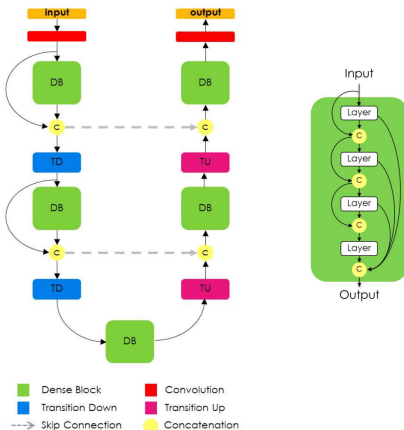 input
output
DB
DB
C
C
TD
TU
DB
DB
C
C
TD
TU
DB
Input
Layer
C
Layer
C
Layer
C
Layer
C
Output
Dense Block
Convolution
Transition Down
Transition Up
Skip Connection
Concatenation